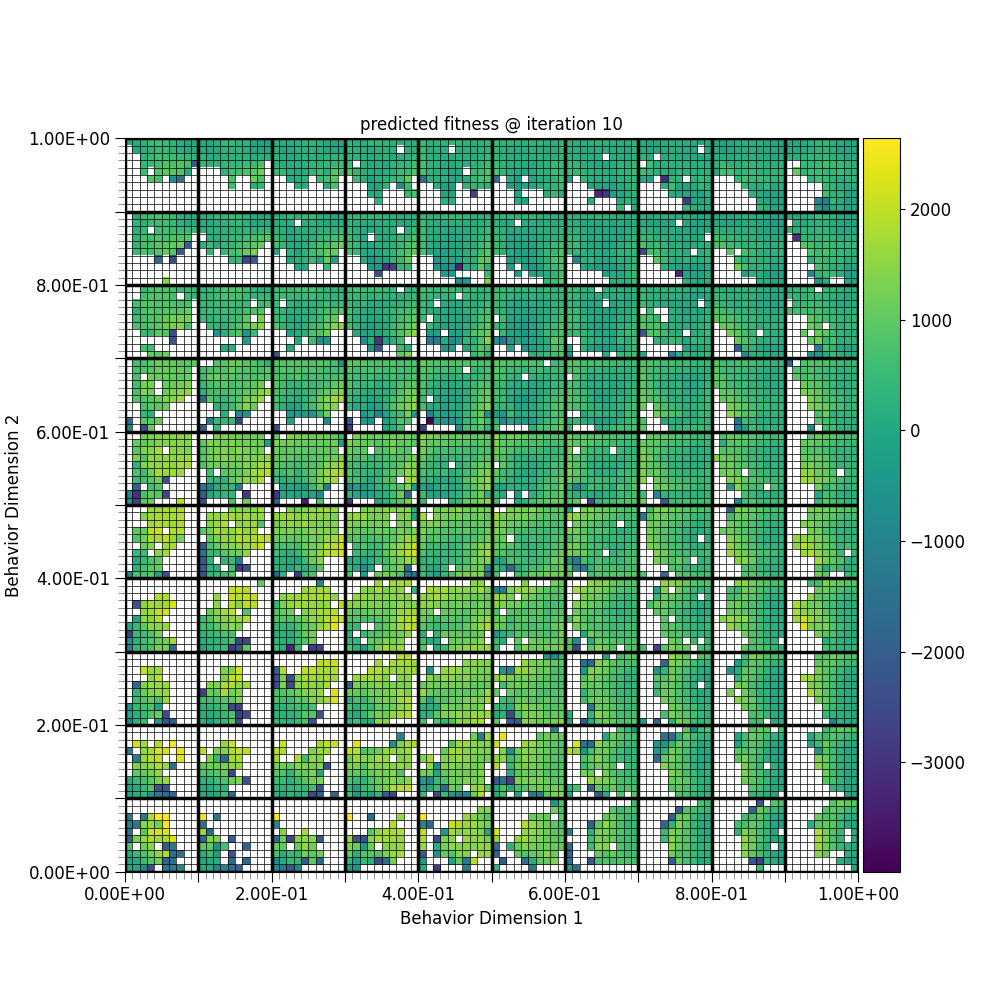 predicted fitness @ iteration 10
1.00E+00
8.00E-01
6.00E-01
4.00E-01
2.00E-01
0.00E+00
Behavior Dimension 2
0.00E+00 2.00E-01 4.00E-01 6.00E-01 8.00E-01 1.00E+00
Behavior Dimension 1
2000
1000
0
−1000
−2000
−3000